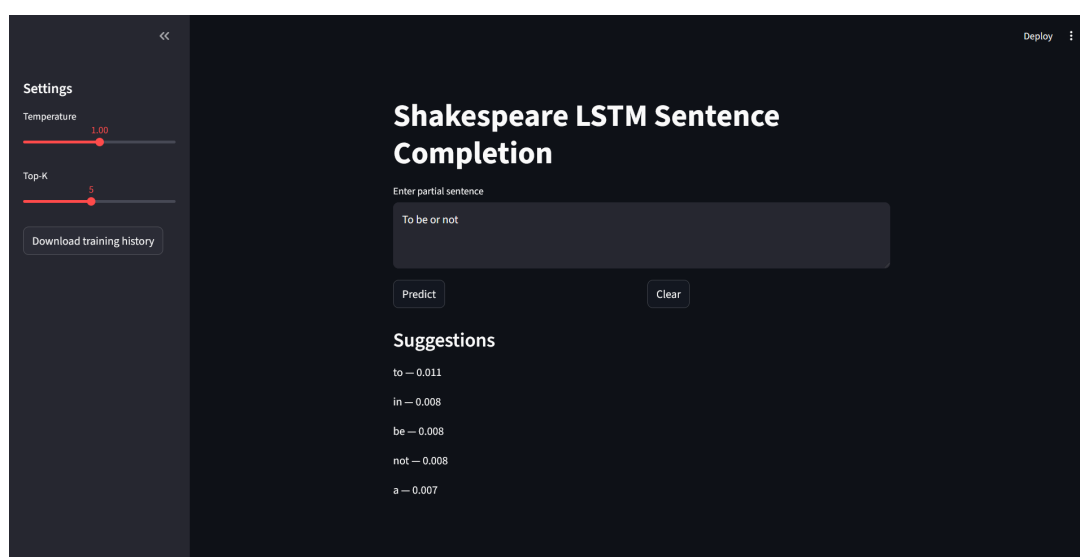 Deploy
Settings
Temperature
1.00
Top-K
5
Download training history
Shakespeare LSTM Sentence
Completion
Enter partial sentence
To be or not
Predict
Clear
Suggestions
to — 0.011
in — 0.008
be — 0.008
not — 0.008
a — 0.007